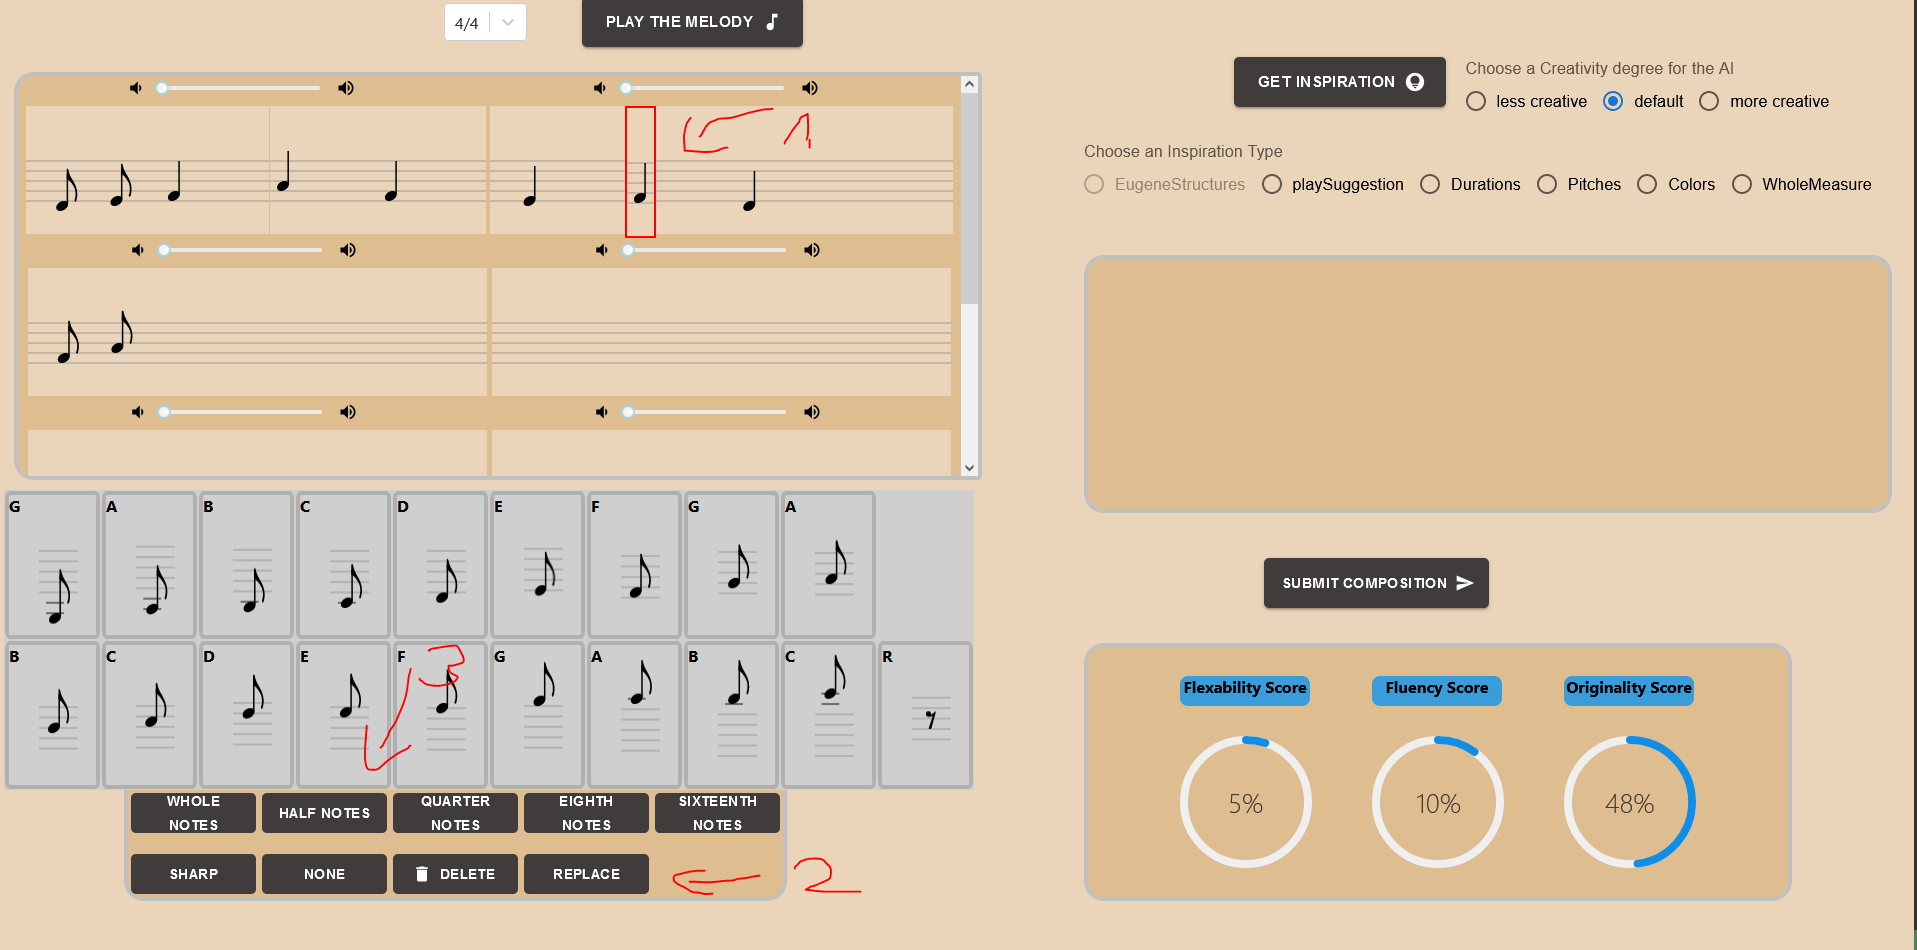 4/4
PLAY THE MELODY
GET INSPIRATION
Choose a Creativity degree for the AI
less creative default more creative
Choose an Inspiration Type
EugeneStructures playSuggestion Durations Pitches Colors WholeMeasure
1
G A B C D E F G A
B C D E F G A B C R
3
WHOLE NOTES
HALF NOTES
QUARTER NOTES
EIGHTH NOTES
SIXTEENTH NOTES
SHARP NONE DELETE REPLACE
2
SUBMIT COMPOSITION
Flexability Score Fluency Score Originality Score
5% 10% 48%